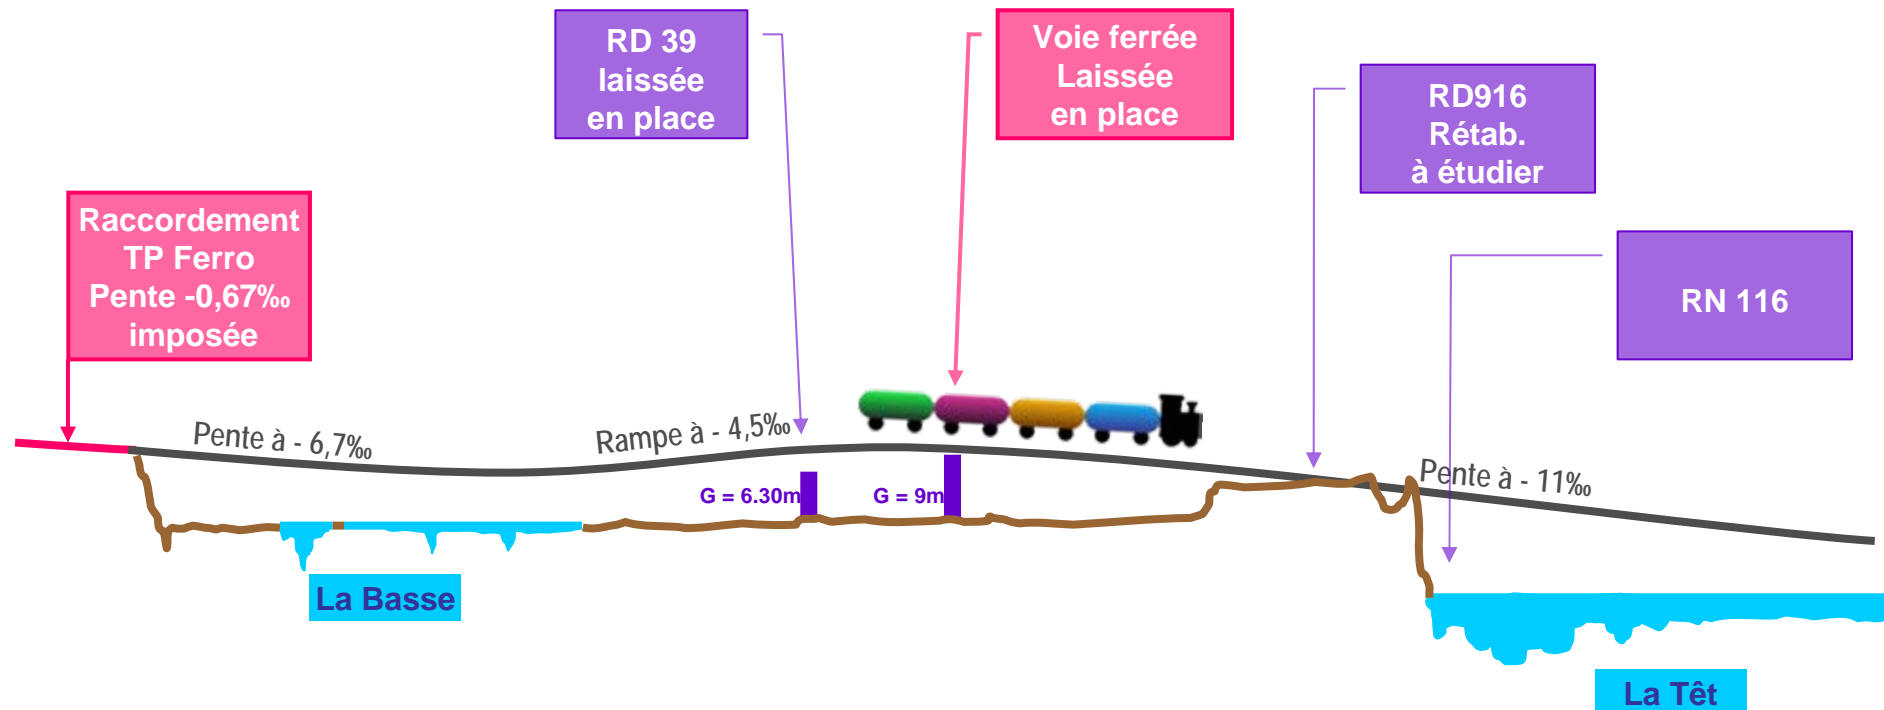 RD 39
laissée
en place
Voie ferrée
Laissée
en place
RD916
Rétab.
à étudier
Raccordement
TP Ferro
Pente -0,67‰
imposée
RN 116
Pente à - 6,7‰
Rampe à - 4,5‰
Pente à - 11‰
G = 6.30m
G = 9m
La Basse
La Têt